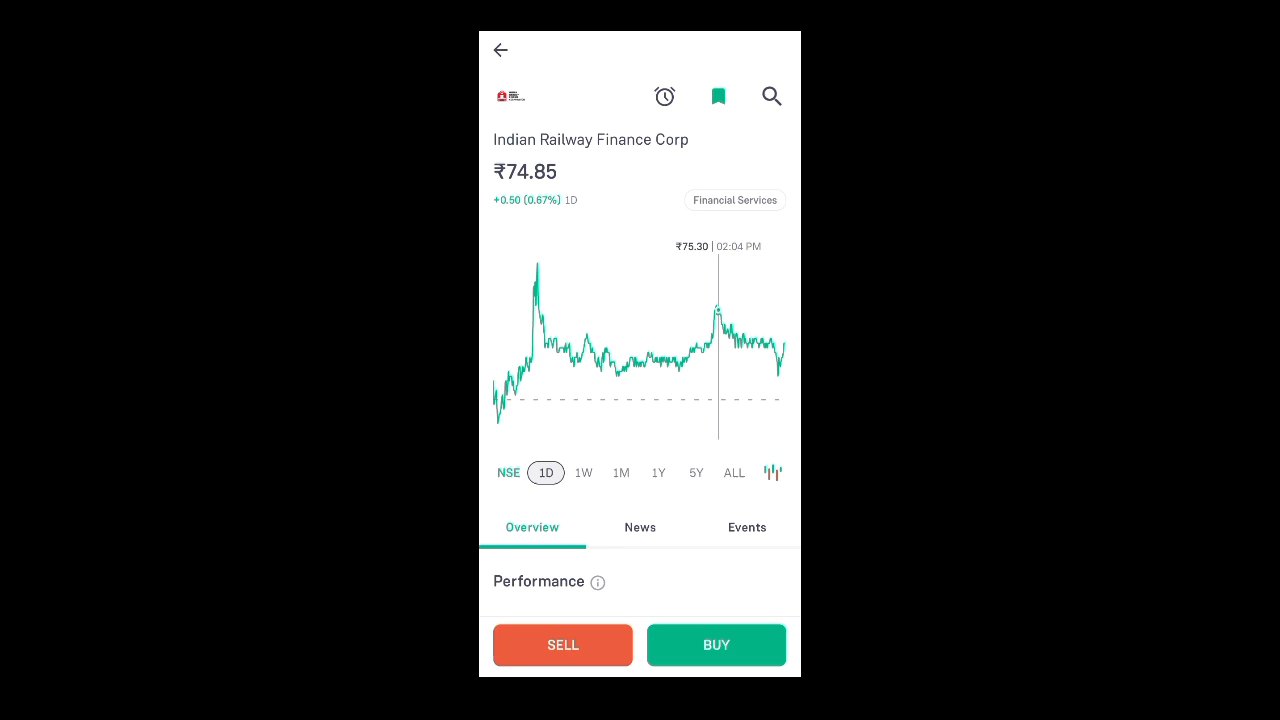 Indian Railway Finance Corp
₹74.85
+0.50 (0.67%) 1D
Financial Services
₹75.30 | 02:04 PM
NSE 1D 1W 1M 1Y 5Y ALL
Overview News Events
Performance
SELL BUY